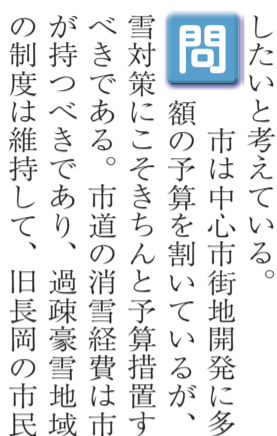 したいと考えている。
問
市は中心市街地開発に多
額の予算を割いているが、
雪対策にこそきちんと予算措置す
べきである。市道の消雪経費は市
が持つべきであり、過疎豪雪地域
の制度は維持して、旧長岡の市民